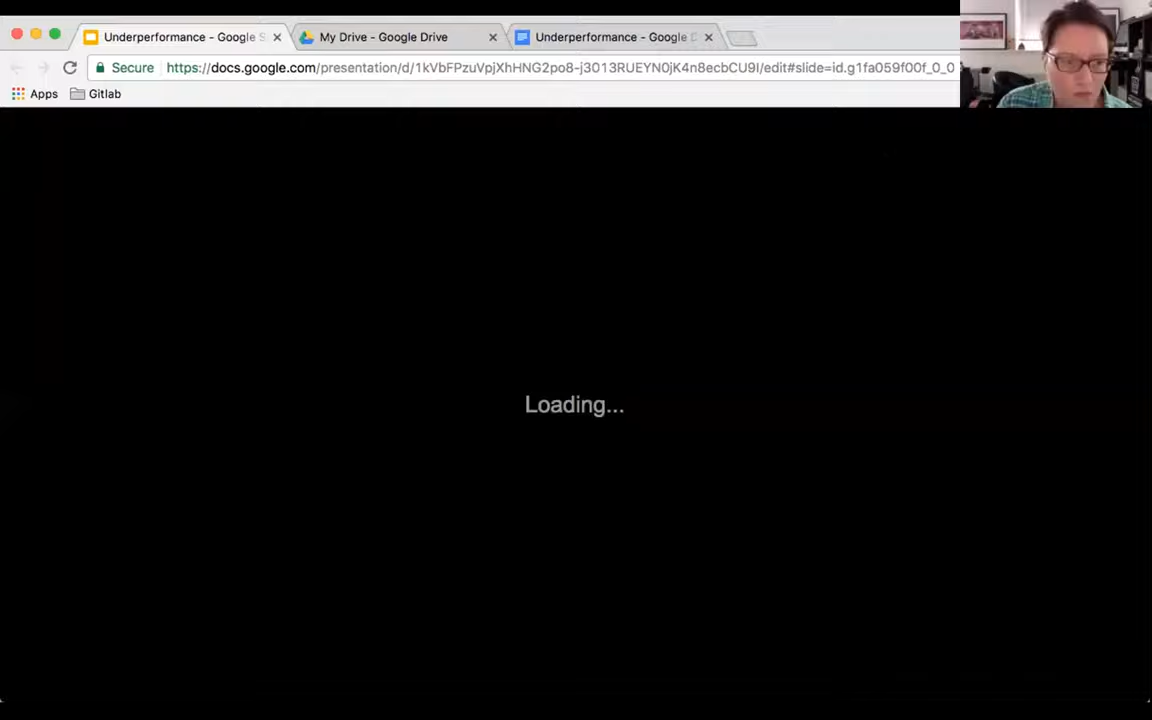 Underperformance - Google S
My Drive - Google Drive
Underperformance - Google D
Secure https://docs.google.com/presentation/d/1kVbFPzuVpjXhHNG2po8-j3013RUEYN0jK4n8ecbCU9I/edit#slide=id.g1fa059f00f_0_0
Apps Gitlab
Loading...